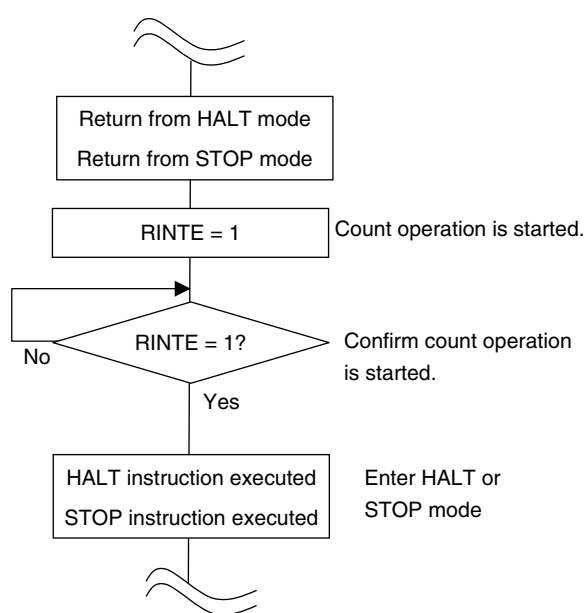 Return from HALT mode
Return from STOP mode
RINTE = 1
Count operation is started.
RINTE = 1?
No
Confirm count operation
is started.
Yes
HALT instruction executed
STOP instruction executed
Enter HALT or
STOP mode